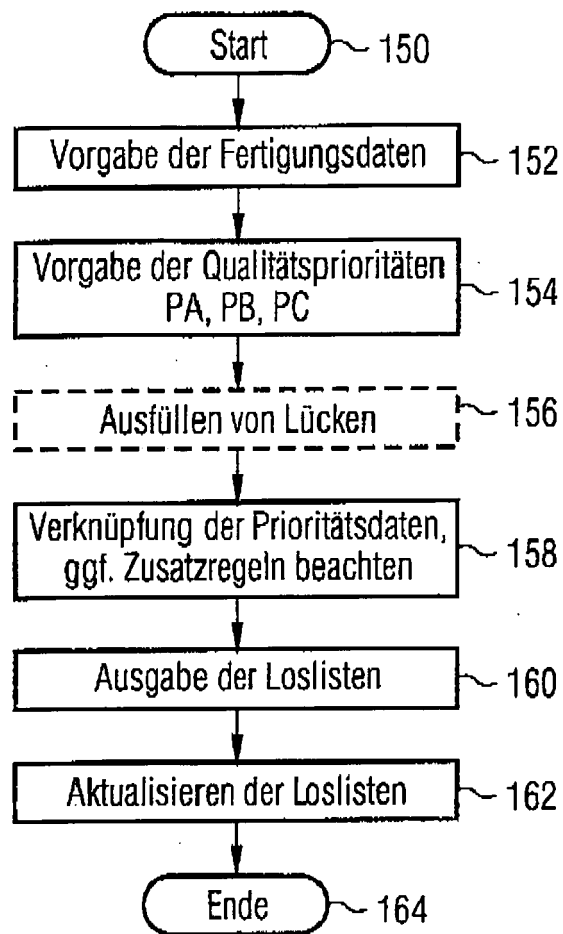 Start 150
Vorgabe der Fertigungsdaten 152
Vorgabe der Qualitätsprioritäten
PA, PB, PC 154
Ausfüllen von Lücken 156
Verknüpfung der Prioritätsdaten,
ggf. Zusatzregeln beachten 158
Ausgabe der Loslisten 160
Aktualisieren der Loslisten 162
Ende 164